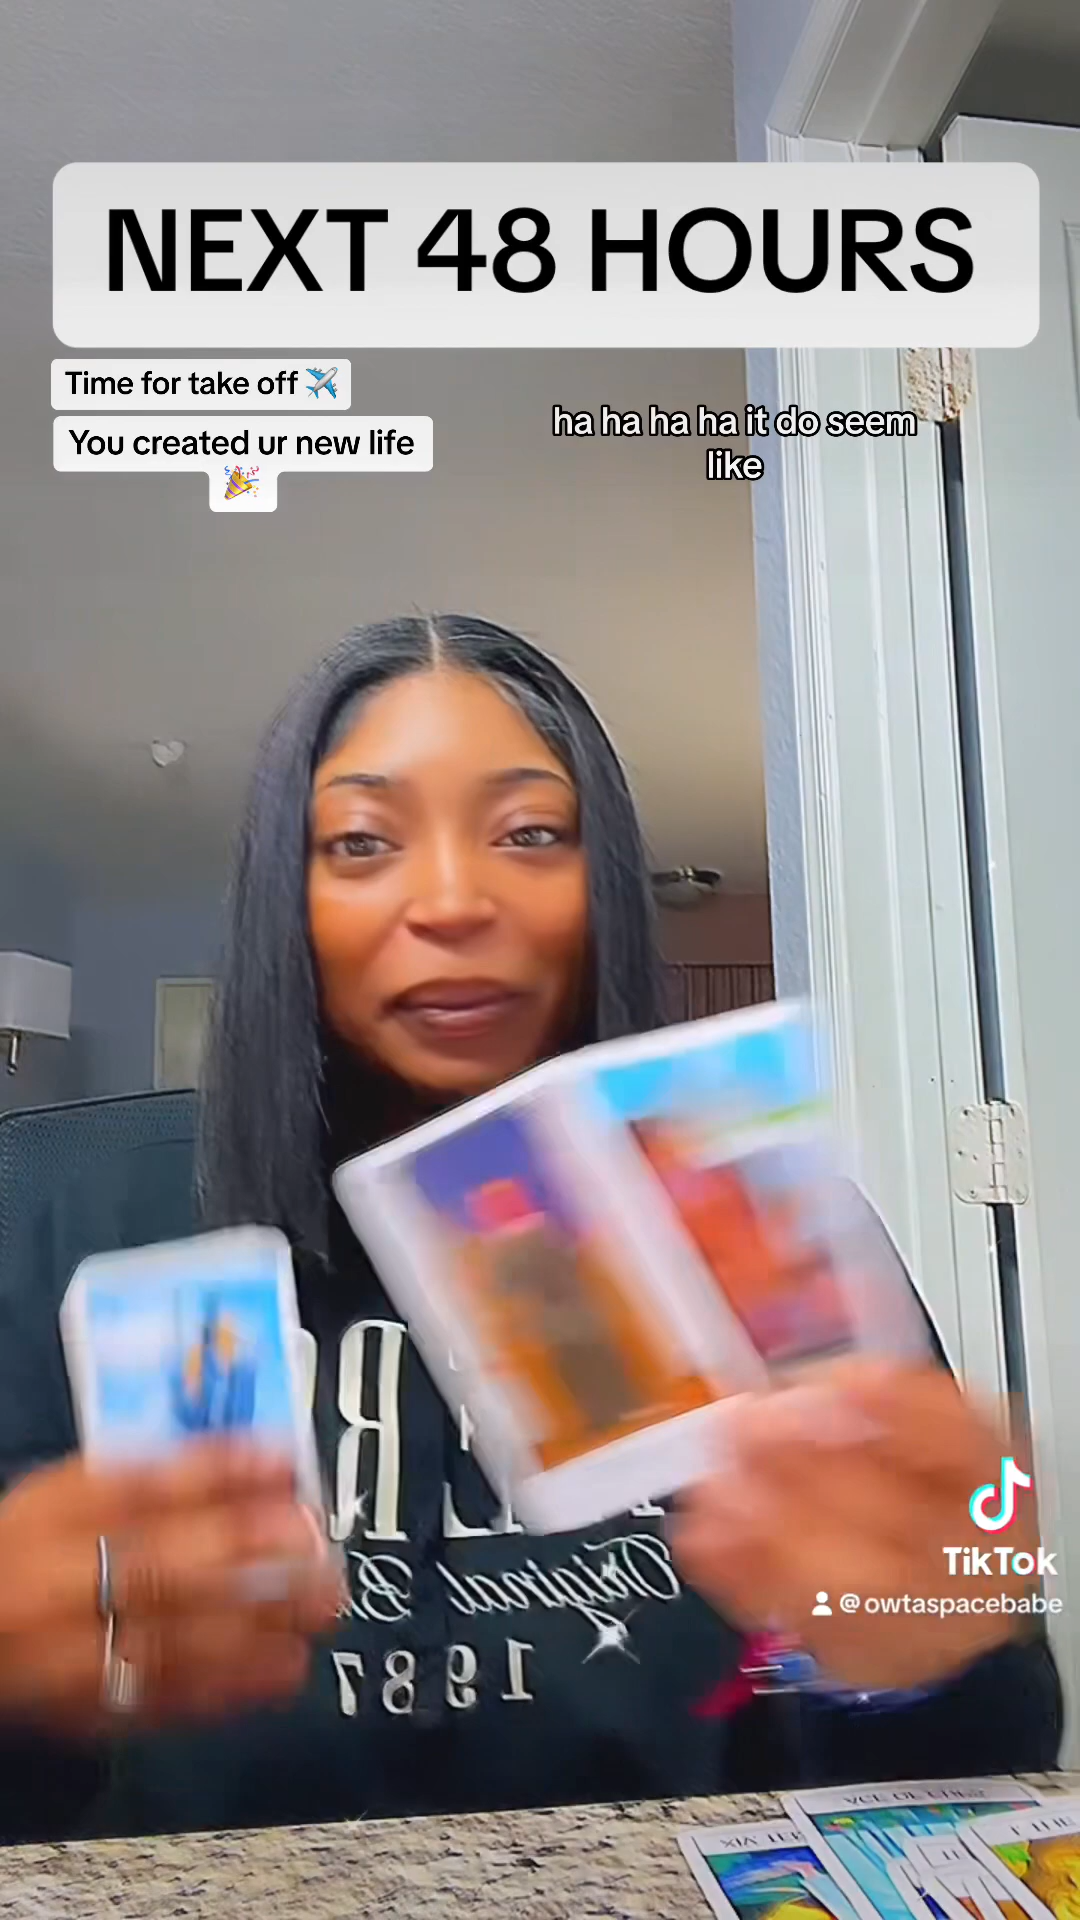 NEXT 48 HOURS
Time for take off ✈️
You created ur new life
🎉
ha ha ha ha it do seem
like
Original
1987
TikTok
@owtaspacebabe